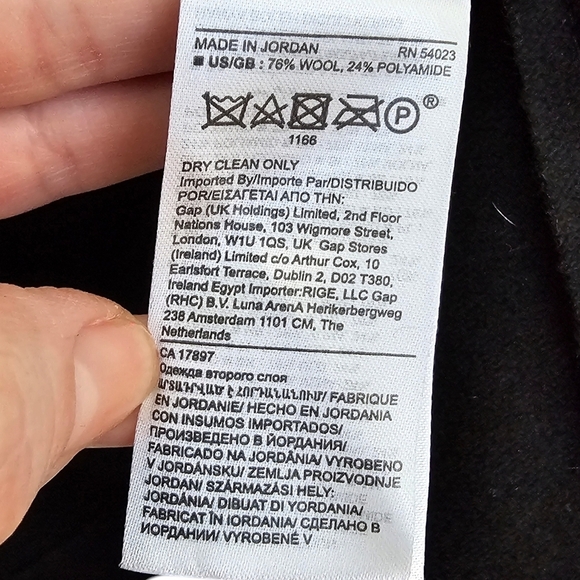 MADE IN JORDAN RN 54023
■ US/GB : 76% WOOL, 24% POLYAMIDE
P ®
1166
DRY CLEAN ONLY
Imported By/Importe Par/DISTRIBUIDO
POR/ΕΙΣΑΓΕΤΑΙ ΑΠΟ ΤΗΝ:
Gap (UK Holdings) Limited, 2nd Floor
Nations House, 103 Wigmore Street,
London, W1U 1QS, UK Gap Stores
(Ireland) Limited c/o Arthur Cox, 10
Earlsfort Terrace, Dublin 2, D02 T380,
Ireland Egypt Importer:RIGE, LLC Gap
(RHC) B.V. Luna ArenA Herikerbergweg
238 Amsterdam 1101 CM, The
Netherlands
CA 17897
Одежда второго слоя
ԱՐՏԱԴՐՎԱԾ Է ՀՈՐԴԱՆԱՆՈՒՄ/ FABRIQUE
EN JORDANIE/ HECHO EN JORDANIA
CON INSUMOS IMPORTADOS/
ПРОИЗВЕДЕНО В ЙОРДАНИИ/
FABRICADO NA JORDÂNIA/ VYROBENO
V JORDÁNSKU/ ZEMLJA PROIZVODNJE
JORDAN/ SZÁRMAZÁSI HELY:
JORDÁNIA/ DIBUAT DI YORDANIA/
FABRICAT ÎN IORDANIA/ СДЕЛАНО В
ИОРДАНИИ/ VYROBENÉ V